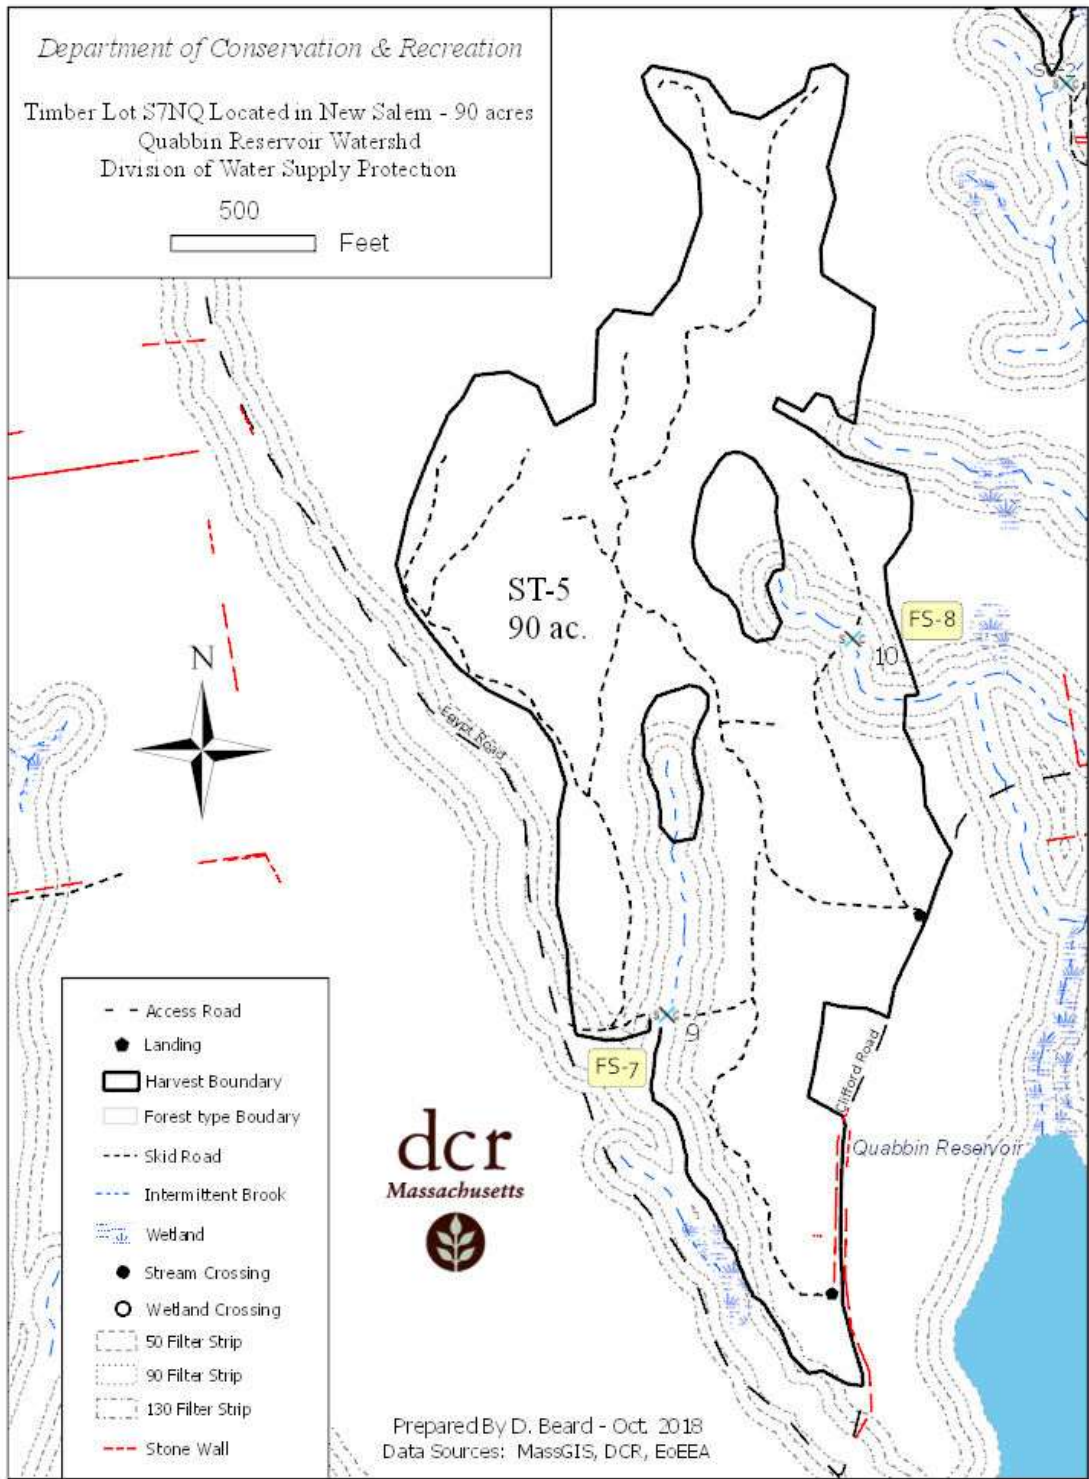 Department of Conservation & Recreation
Timber Lot S7NQ Located in New Salem - 90 acres
Quabbin Reservoir Watershd
Division of Water Supply Protection
500
Feet
ST-5
90 ac.
FS-8
10
N
Egypt Road
9
FS-7
Clifford Road
Quabbin Reservoir
Access Road
Landing
Harvest Boundary
Forest type Boudary
Skid Road
Intermittent Brook
Wetland
Stream Crossing
Wetland Crossing
50 Filter Strip
90 Filter Strip
130 Filter Strip
Stone Wall
dcr
Massachusetts
Prepared By D. Beard - Oct. 2018
Data Sources: MassGIS, DCR, EoEEA